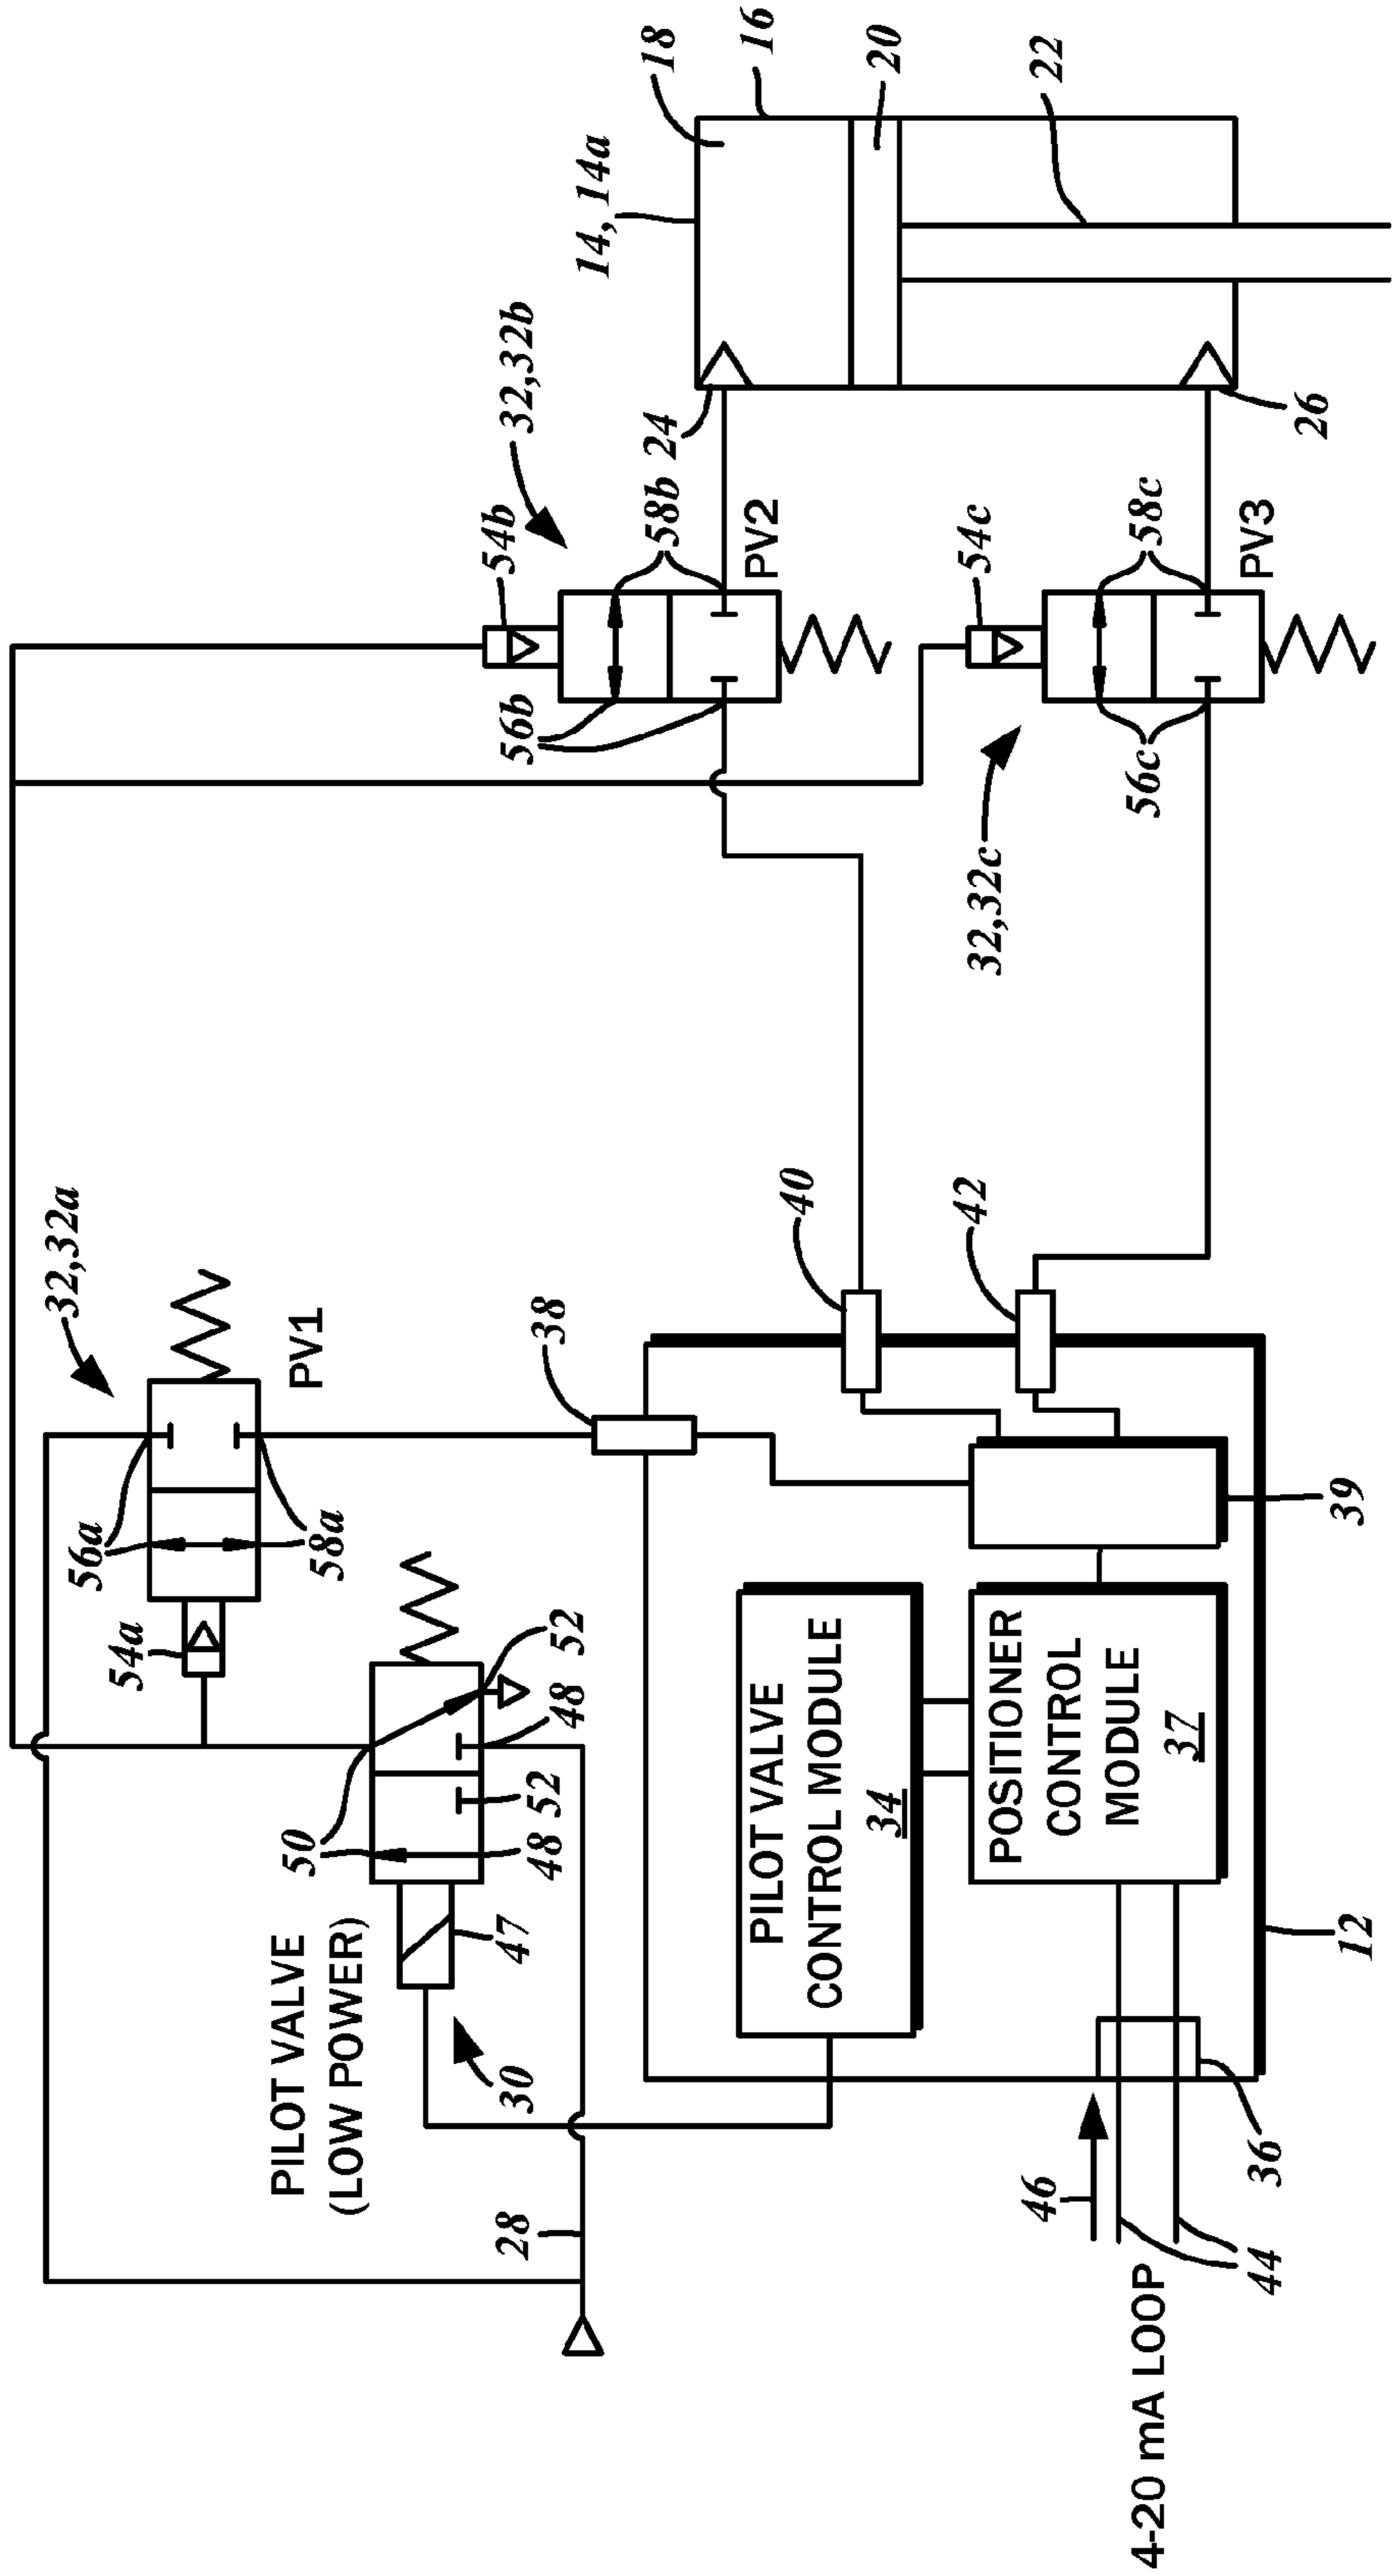 32,32a
56a
54a
PILOT VALVE
(LOW POWER)
50
PV1
58a
54b
32,32b
56b
28
30
47
48
52
52
48
38
14, 14a
18
24
58b
16
PV2
PILOT VALVE
CONTROL MODULE
34
40
20
42
32,32c
54c
POSITIONER
CONTROL
MODULE
37
46
22
56c
58c
4-20 mA LOOP
PV3
44
36
26
39
12